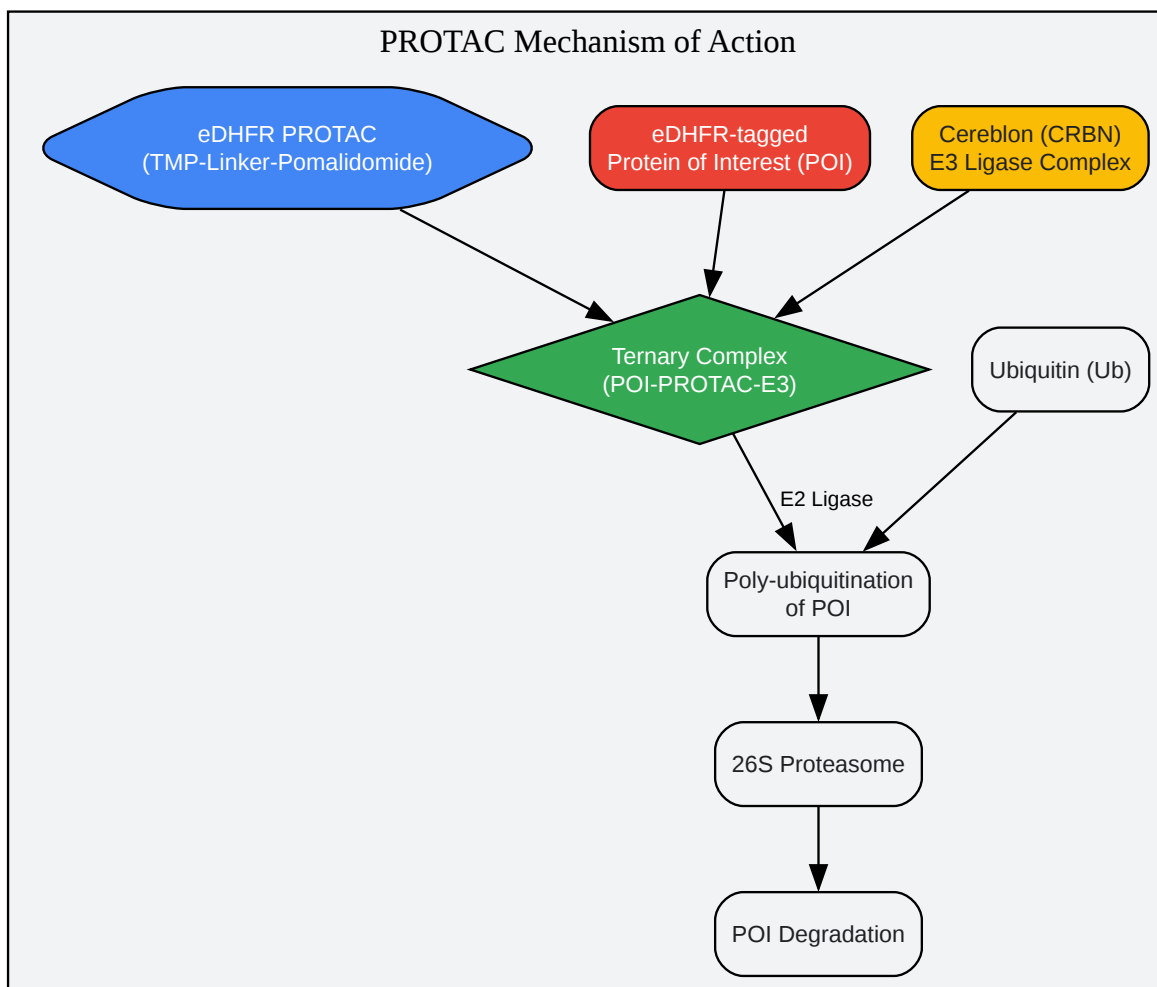 PROTAC Mechanism of Action
eDHFR PROTAC
(TMP-Linker-Pomalidomide)
eDHFR-tagged
Protein of Interest (POI)
Cereblon (CRBN)
E3 Ligase Complex
Ternary Complex
(POI-PROTAC-E3)
Ubiquitin (Ub)
E2 Ligase
Poly-ubiquitination
of POI
26S Proteasome
POI Degradation